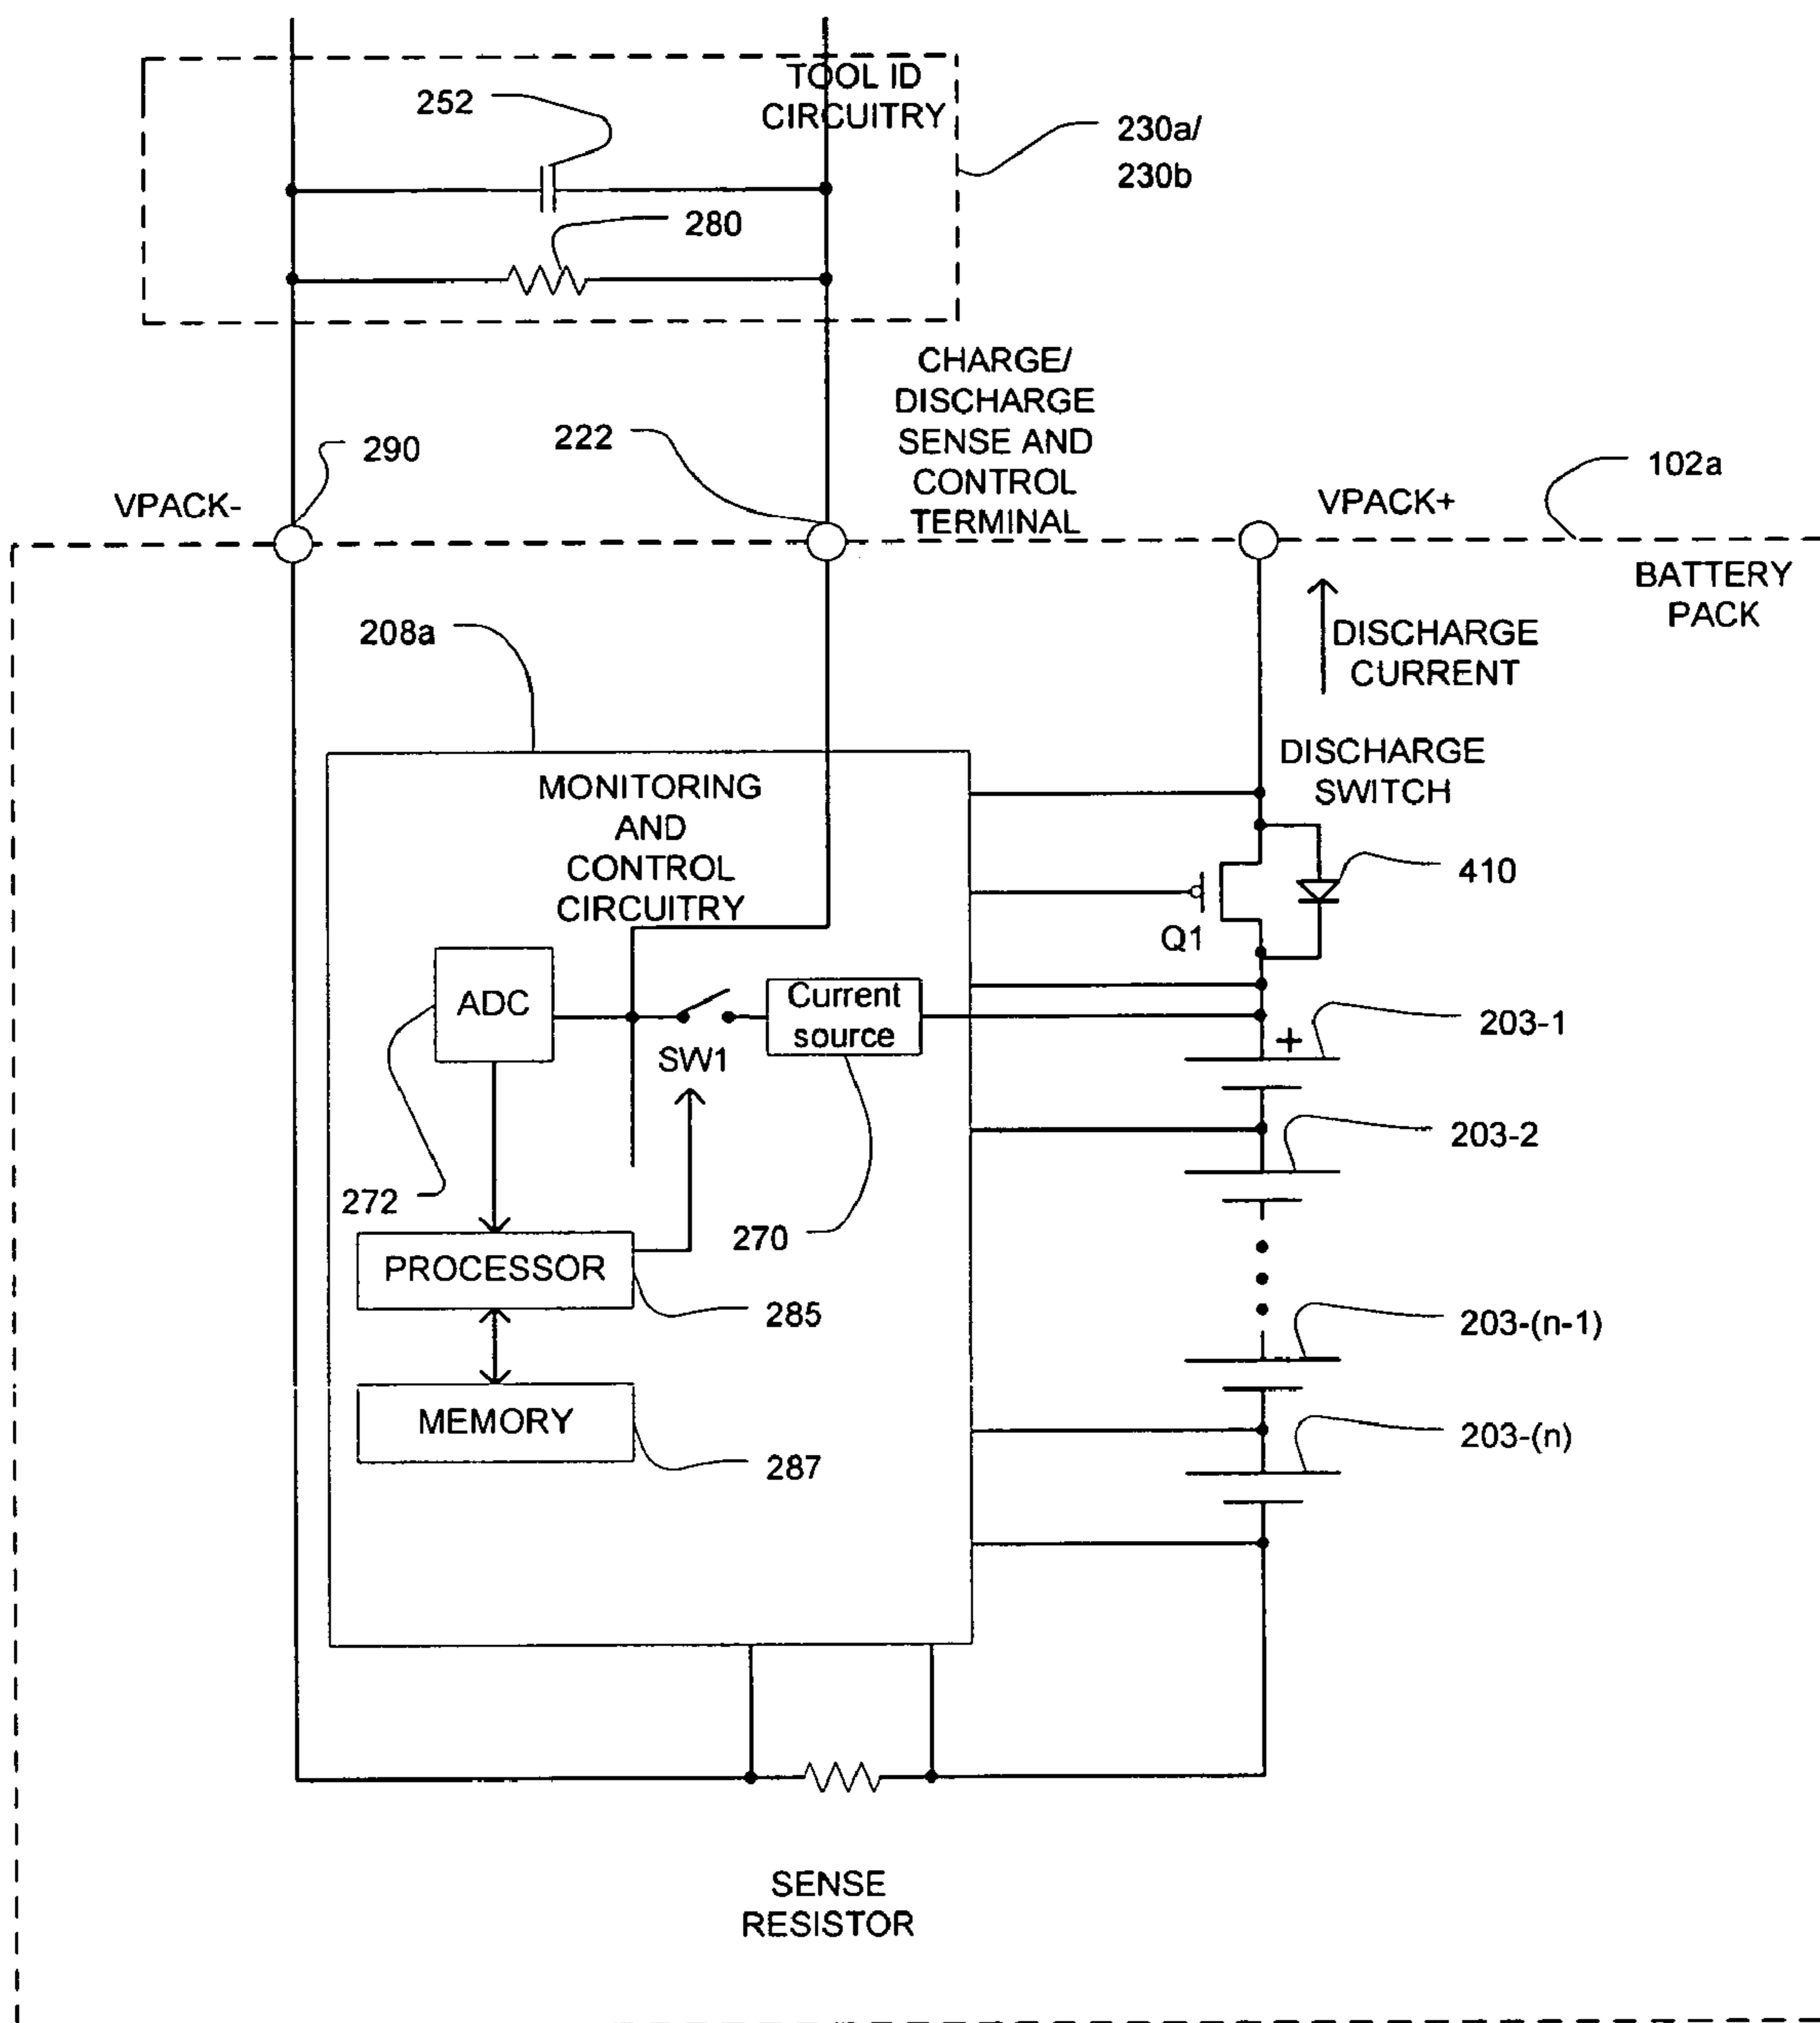 TOOL ID
CIRCUITRY
252
230a/
230b
280
CHARGE/
DISCHARGE
SENSE AND
CONTROL
TERMINAL
290
222
102a
VPACK-
VPACK+
BATTERY
PACK
208a
DISCHARGE
CURRENT
DISCHARGE
SWITCH
MONITORING
AND
CONTROL
CIRCUITRY
410
Q1
ADC
Current
source
+
203-1
SW1
203-2
272
270
PROCESSOR
285
203-(n-1)
MEMORY
203-(n)
287
SENSE
RESISTOR